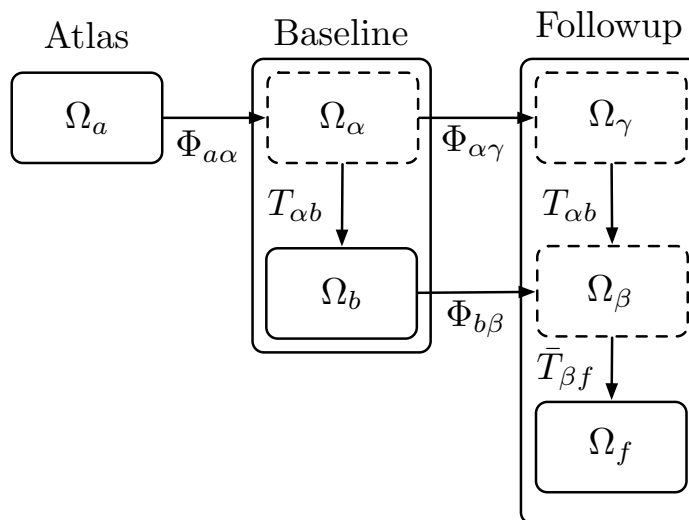 Atlas
Baseline
Followup
Ω_a
Ω_α
Ω_γ
Φ_{aα}
Φ_{αγ}
T_{αb}
T_{αb}
Ω_b
Ω_β
Φ_{bβ}
T̄_{βf}
Ω_f